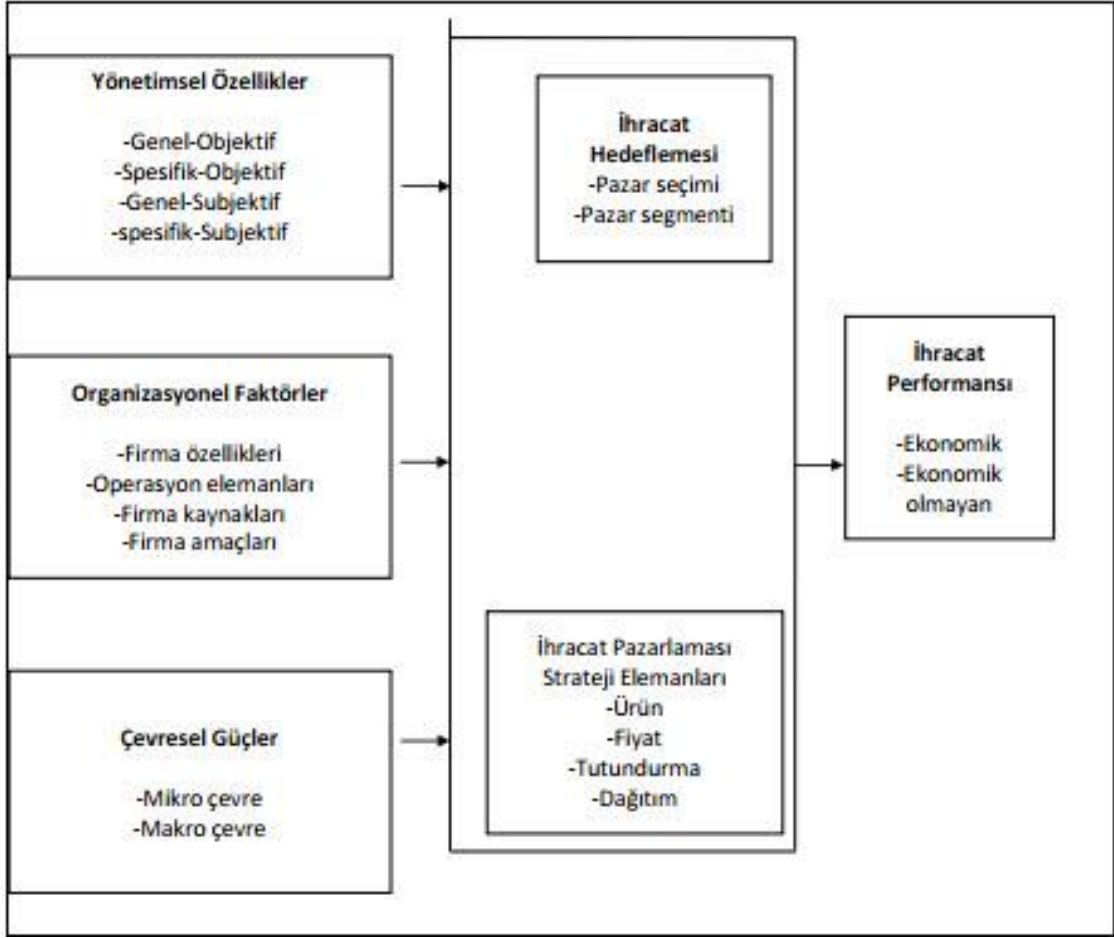 Yönetimsel Özellikler
-Genel-Objektif
-Spesifik-Objektif
-Genel-Subjektif
-spesifik-Subjektif
Organizasyonel Faktörler
-Firma özellikleri
-Operasyon elemanları
-Firma kaynakları
-Firma amaçları
Çevresel Güçler
-Mikro çevre
-Makro çevre
İhracat
Hedeflemesi
-Pazar seçimi
-Pazar segmenti
İhracat Pazarlaması
Strateji Elemanları
-Ürün
-Fiyat
-Tutundurma
-Dağıtım
İhracat
Performansı
-Ekonomik
-Ekonomik
olmayan